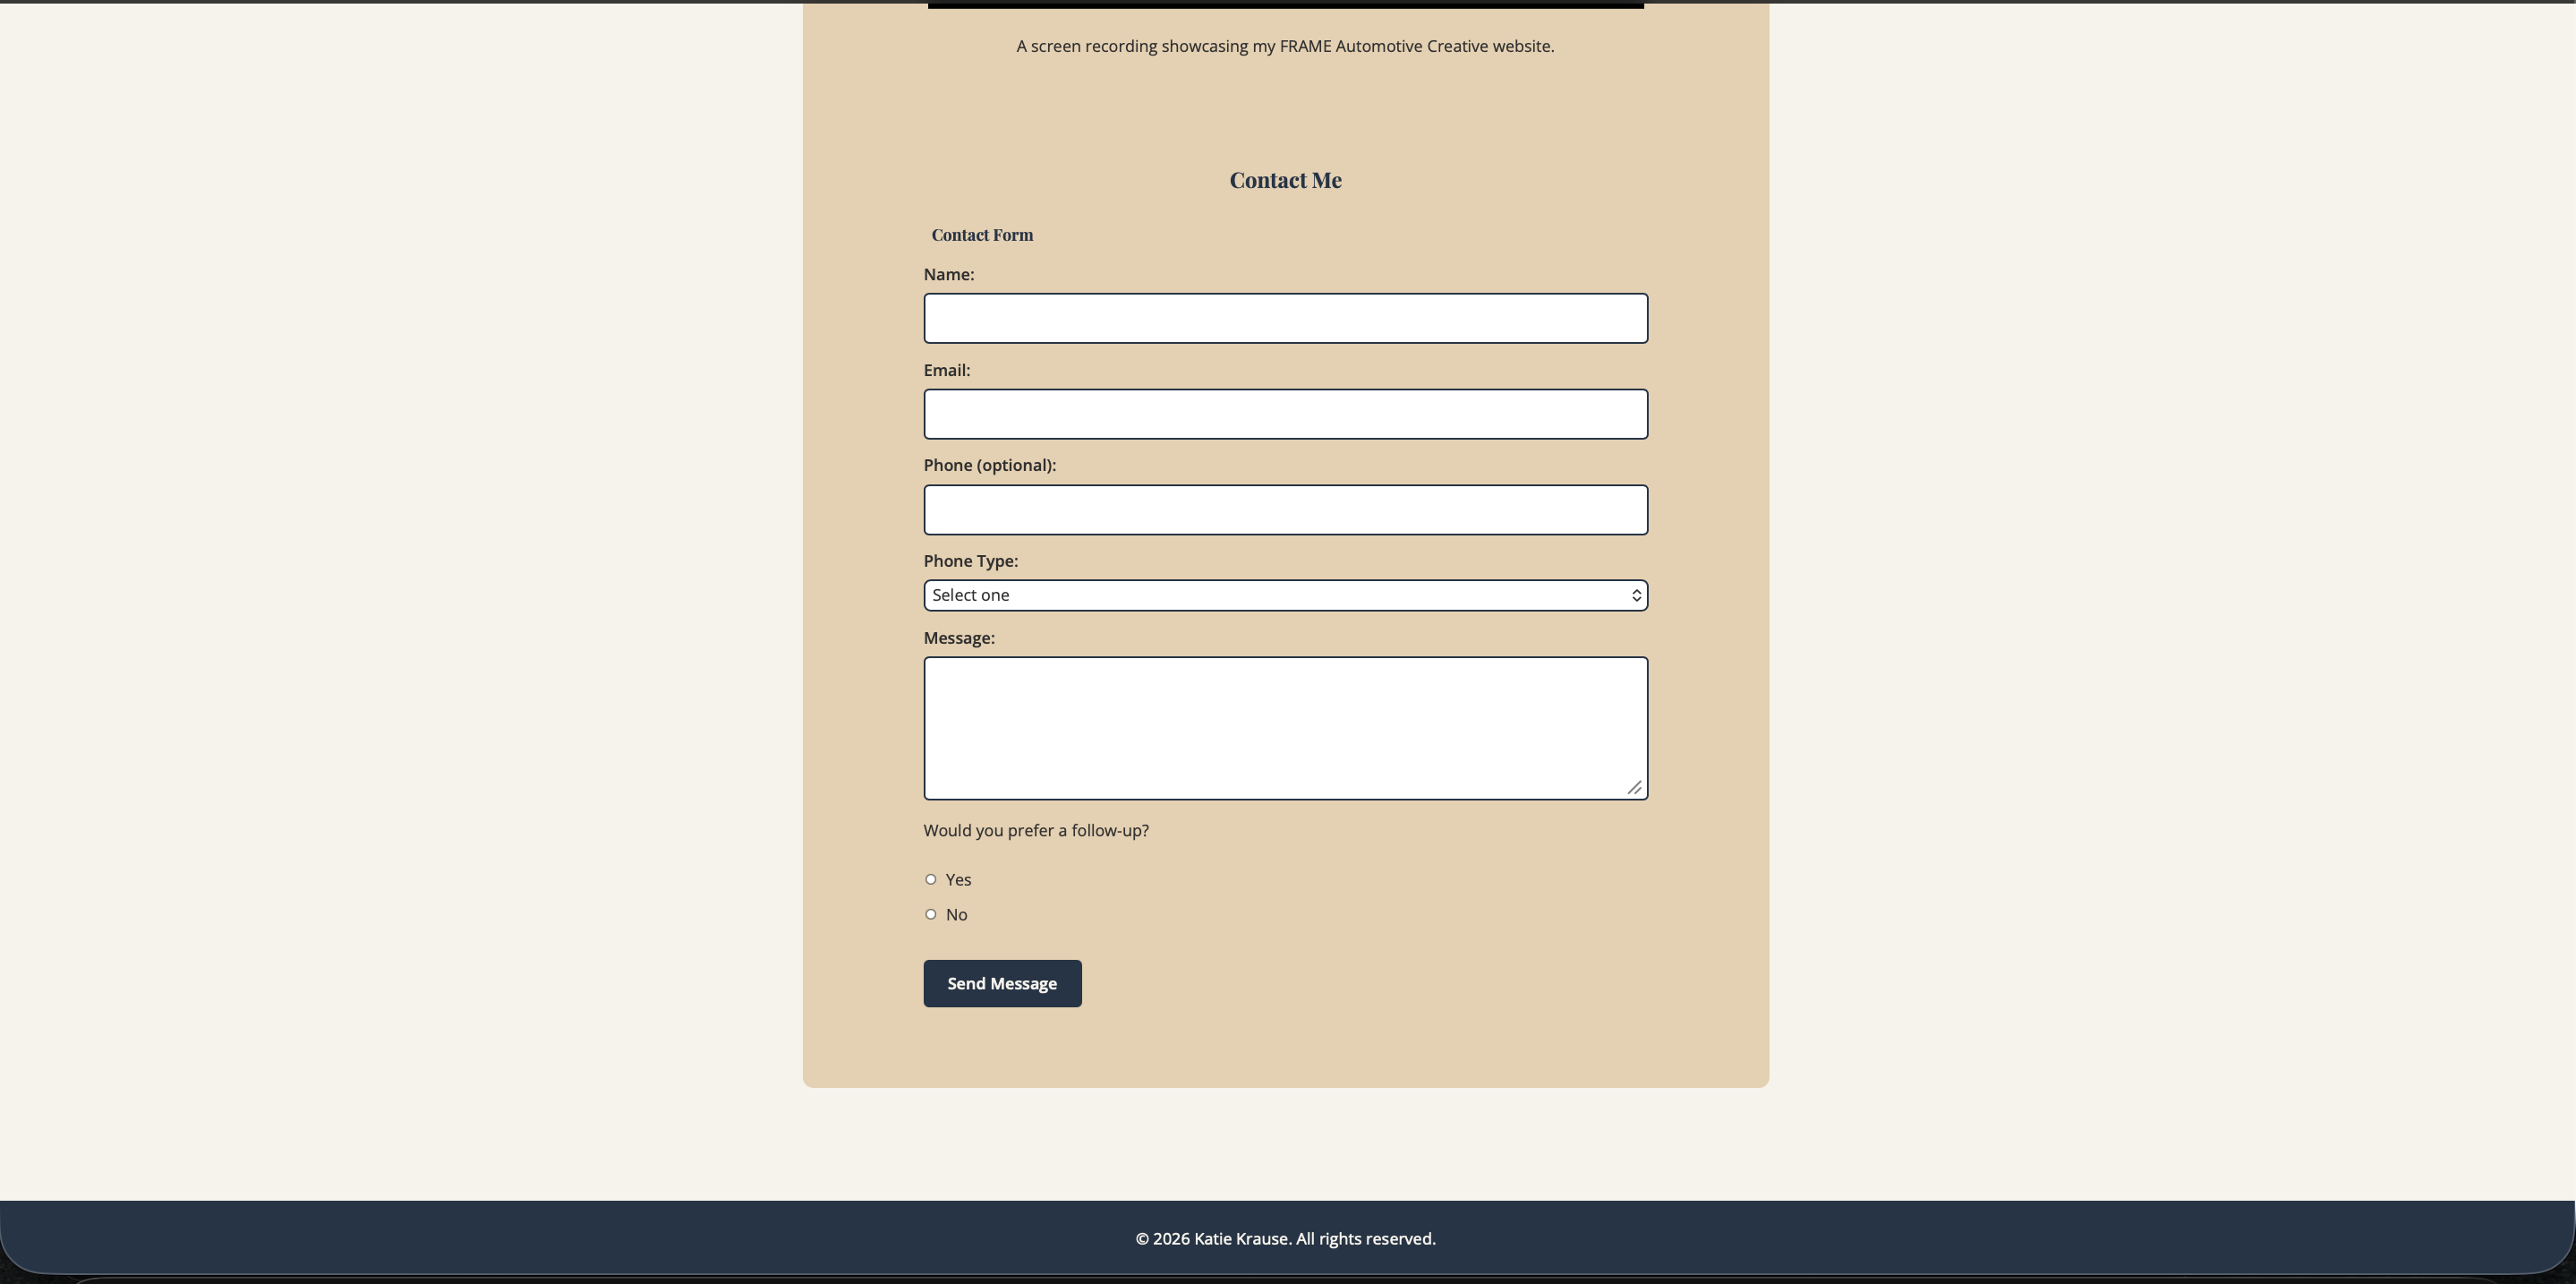 A screen recording showcasing my FRAME Automotive Creative website.
Contact Me
Contact Form
Name:
Email:
Phone (optional):
Phone Type:
Select one
Message:
Would you prefer a follow-up?
Yes
No
Send Message
© 2026 Katie Krause. All rights reserved.